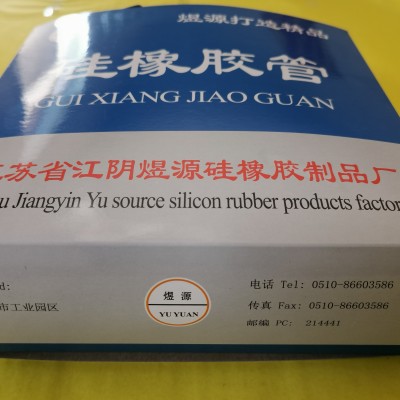 煜源打造精品
硅橡胶管
GUI XIANG JIAO GUAN
苏省江阴煜源硅橡胶制品厂
u Jiangyin Yu source silicon rubber products factor
d:
市工业园区
煜 源
YU YUAN
电话 Tel: 0510-86603586
传真 Fax: 0510-86603586
邮编 PC: 214441